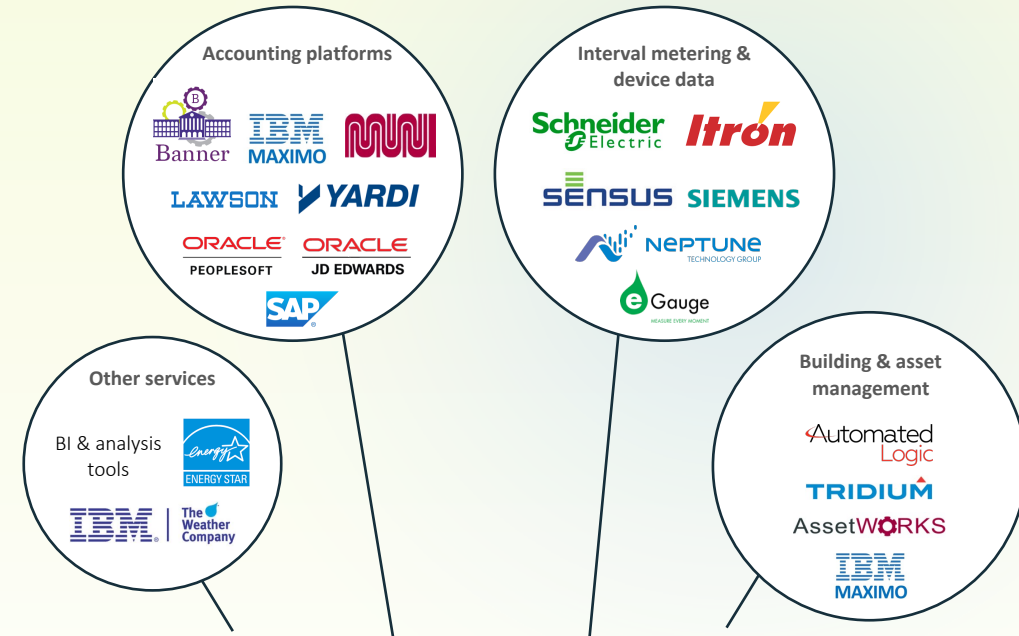 Accounting platforms
B
Banner
IBM
MAXIMO
MUNI
LAWSON
YARDI
ORACLE®
PEOPLESOFT
ORACLE
JD EDWARDS
SAP®
Interval metering &
device data
Schneider
Electric
Itron
SENSUS
SIEMENS
NEPTUNE
TECHNOLOGY GROUP
e Gauge
MEASURE EVERY MOMENT
Other services
BI & analysis
tools
energy
ENERGY STAR
IBM®
The
Weather
Company
Building & asset
management
Automated
Logic
TRIDIUM
AssetWORKS
IBM
MAXIMO